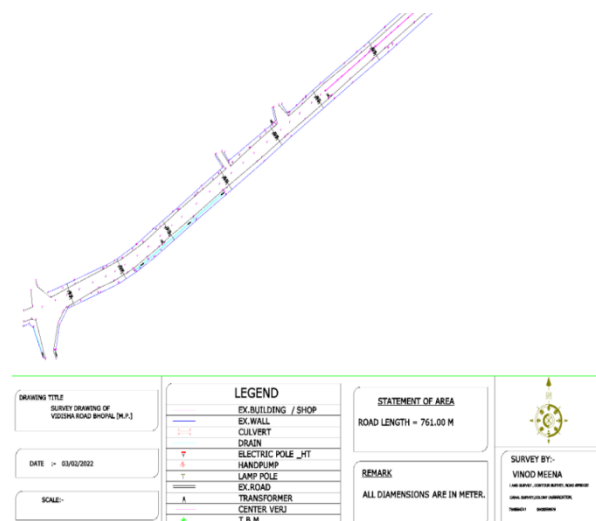 DRAWING TITLE
SURVEY DRAWING OF
VIDISHA ROAD BHOPAL [M.P.]
DATE :- 03/02/2022
SCALE:-
LEGEND
EX.BUILDING / SHOP
EX.WALL
CULVERT
DRAIN
ELECTRIC POLE _HT
HANDPUMP
LAMP POLE
EX.ROAD
TRANSFORMER
CENTER VERJ
T.B.M
STATEMENT OF AREA
ROAD LENGTH = 761.00 M
REMARK
ALL DIAMENSIONS ARE IN METER.
SURVEY BY:-
VINOD MEENA